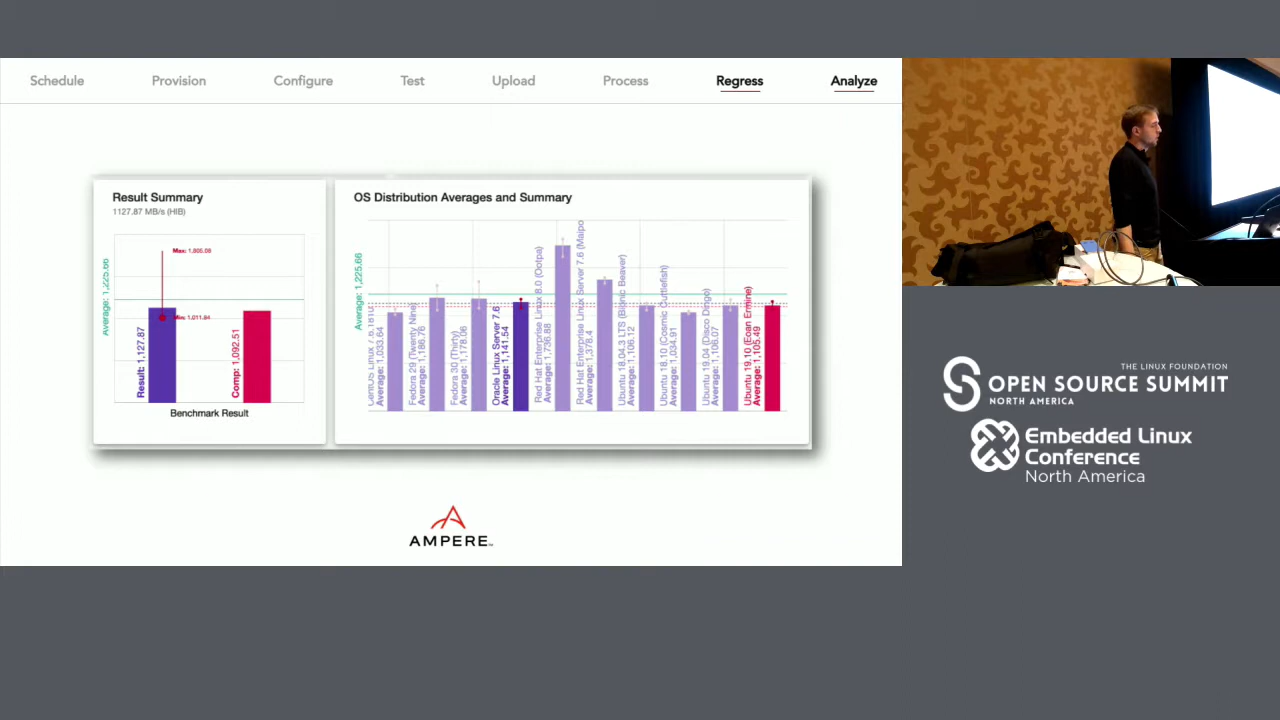 Schedule Provision Configure Test Upload Process Regress Analyze
Result Summary
1127.87 MB/s (HIB)
Average: 1,225.66
Max: 1,805.09
Min: 1,011.84
Result: 1,127.87
Comp: 1,092.51
Benchmark Result
OS Distribution Averages and Summary
Average: 1,225.66
CentOS Linux 7.6.1810
Average: 1,033.64
Fedora 29 (Twenty Nine)
Average: 1,186.76
Fedora 30 (Thirty)
Average: 1,178.06
Oracle Linux Server 7.6
Average: 1,141.54
Red Hat Enterprise Linux 8.0 (Ootpa)
Average: 1,736.88
Red Hat Enterprise Linux Server 7.6 (Maipo
Average: 1,378.4
Ubuntu 18.04.3 LTS (Bionic Beaver)
Average: 1,106.12
Ubuntu 18.10 (Cosmic Cuttlefish)
Average: 1,034.91
Ubuntu 19.04 (Disco Dingo)
Average: 1,106.07
Ubuntu 19.10 (Eoan Ermine)
Average: 1,105.49
AMPERE
THE LINUX FOUNDATION
OPEN SOURCE SUMMIT
NORTH AMERICA
Embedded Linux
Conference
North America